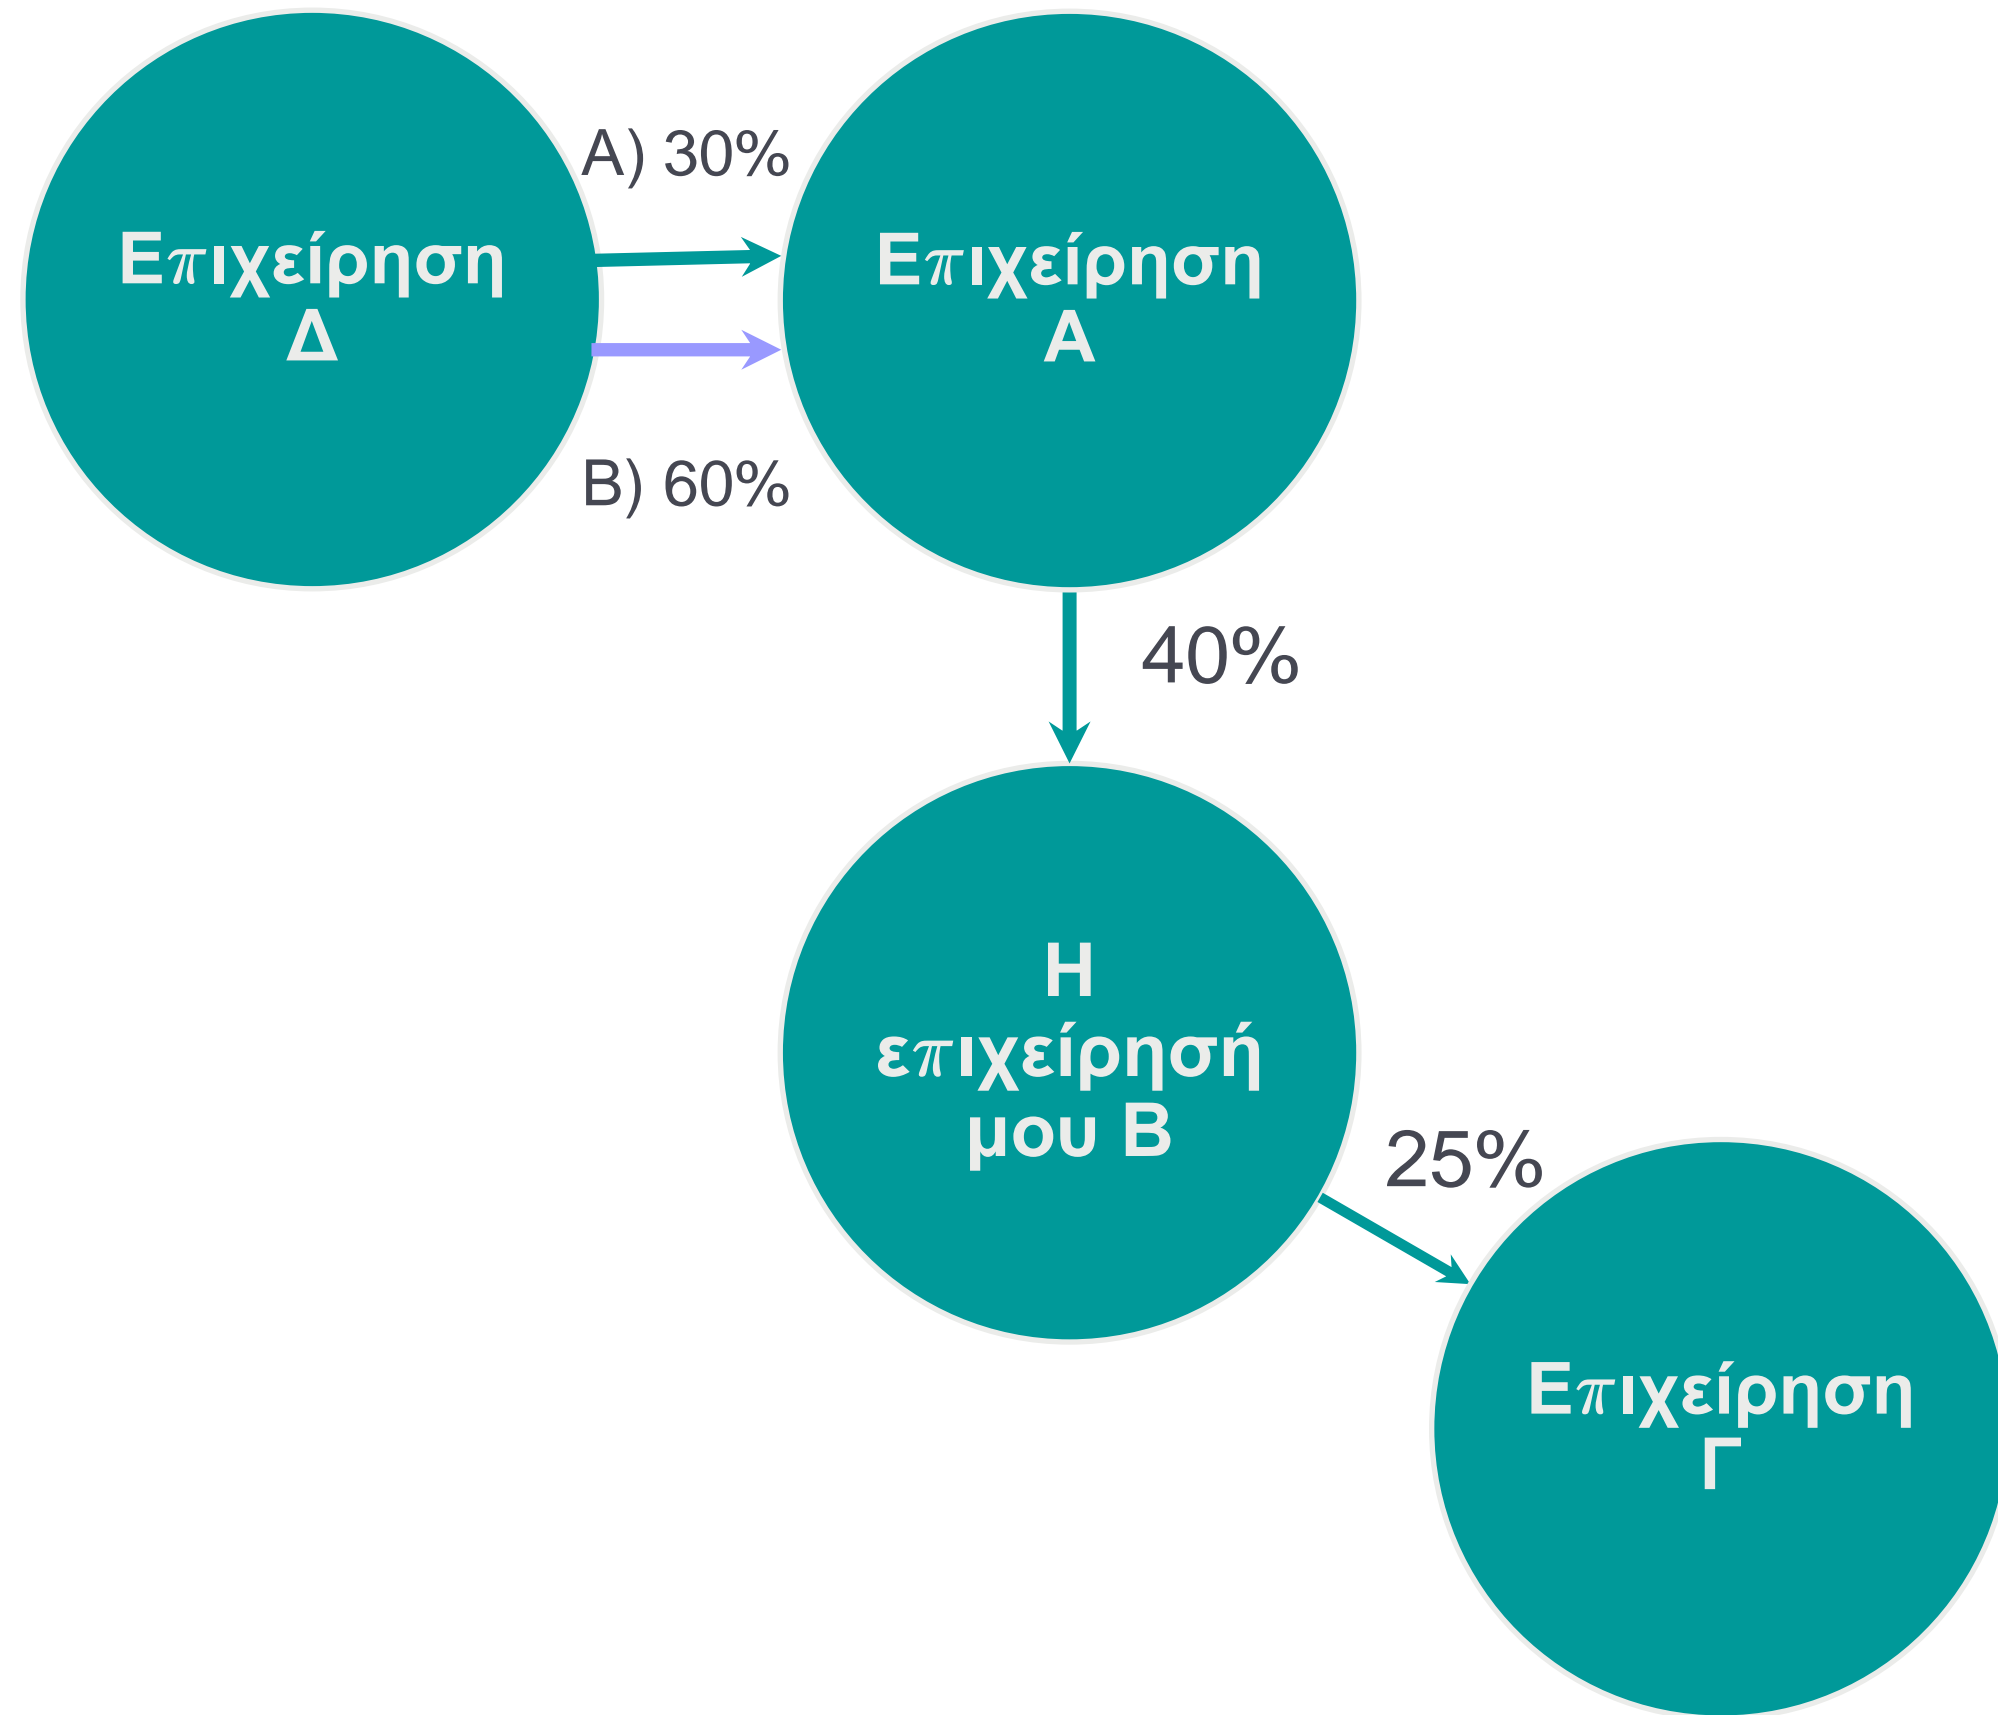 Επιχείρηση
Δ
Α) 30%
Β) 60%
Επιχείρηση
Α
40%
Η
επιχείρησή
μου Β
25%
Επιχείρηση
Γ